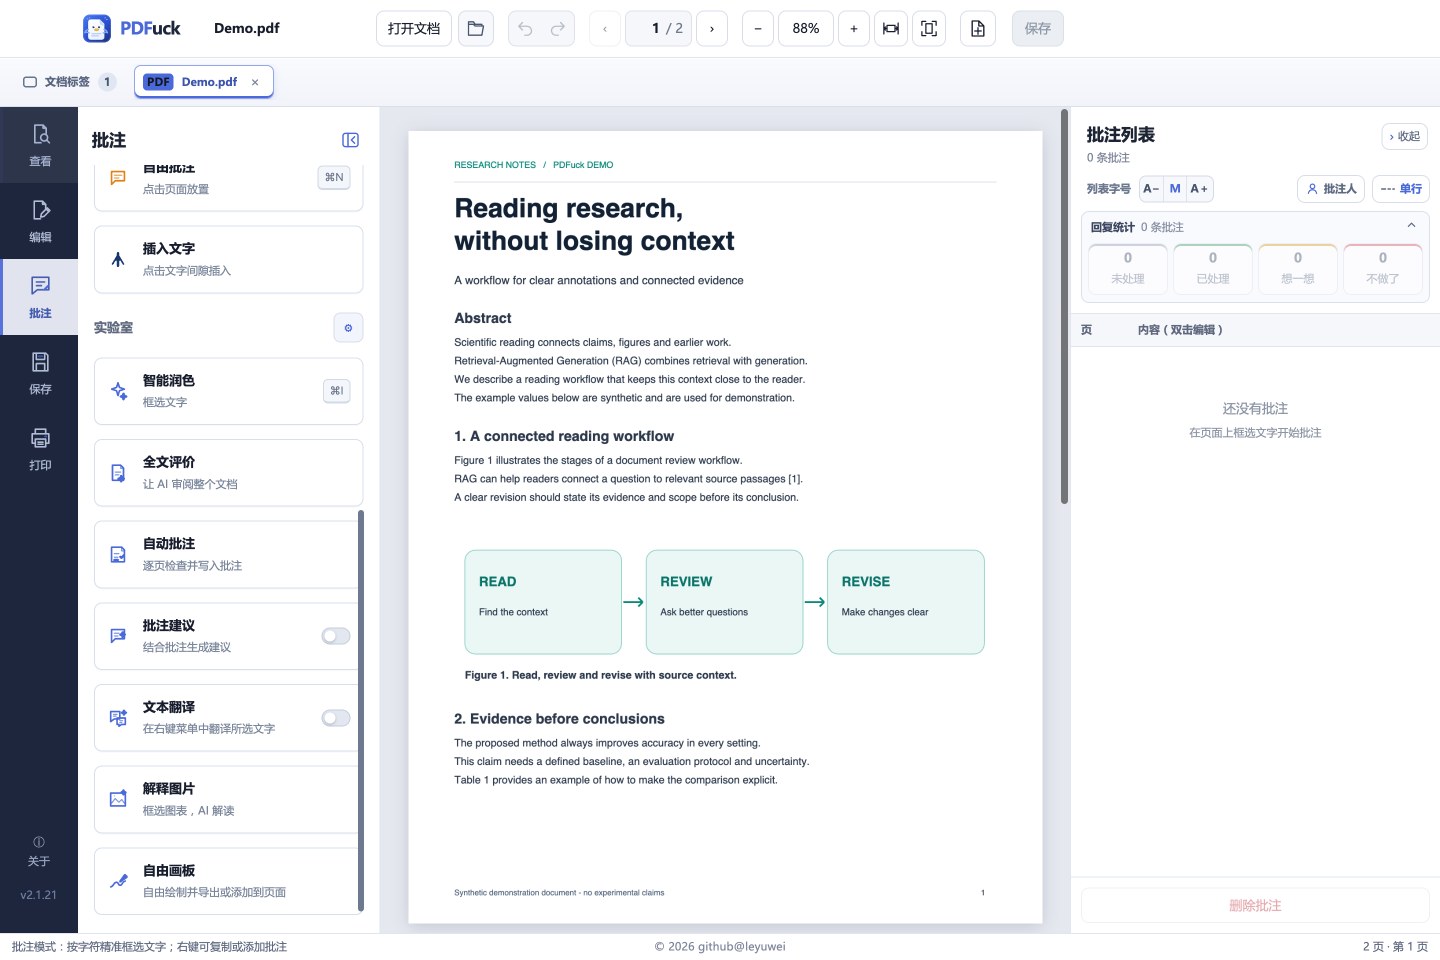 PDFuck
Demo.pdf
打开文档
1 / 2
88%
保存
文档标签 1
PDF Demo.pdf ×
查看
编辑
批注
保存
打印
关于
v2.1.21
批注
自由批注
点击页面放置
⌘N
插入文字
点击文字间隙插入
实验室
智能润色
框选文字
⌘I
全文评价
让 AI 审阅整个文档
自动批注
逐页检查并写入批注
批注建议
结合批注生成建议
文本翻译
在右键菜单中翻译所选文字
解释图片
框选图表，AI 解读
自由画板
自由绘制并导出或添加到页面
RESEARCH NOTES / PDFuck DEMO
Reading research,
without losing context
A workflow for clear annotations and connected evidence
Abstract
Scientific reading connects claims, figures and earlier work.
Retrieval-Augmented Generation (RAG) combines retrieval with generation.
We describe a reading workflow that keeps this context close to the reader.
The example values below are synthetic and are used for demonstration.
1. A connected reading workflow
Figure 1 illustrates the stages of a document review workflow.
RAG can help readers connect a question to relevant source passages [1].
A clear revision should state its evidence and scope before its conclusion.
READ
Find the context
REVIEW
Ask better questions
REVISE
Make changes clear
Figure 1. Read, review and revise with source context.
2. Evidence before conclusions
The proposed method always improves accuracy in every setting.
This claim needs a defined baseline, an evaluation protocol and uncertainty.
Table 1 provides an example of how to make the comparison explicit.
Synthetic demonstration document - no experimental claims
1
批注列表
› 收起
0 条批注
列表字号 A− M A+
批注人
--- 单行
回复统计 0 条批注
0 未处理
0 已处理
0 想一想
0 不做了
页 内容（双击编辑）
还没有批注
在页面上框选文字开始批注
删除批注
批注模式：按字符精准框选文字；右键可复制或添加批注
© 2026 github@leyuwei
2 页 · 第 1 页